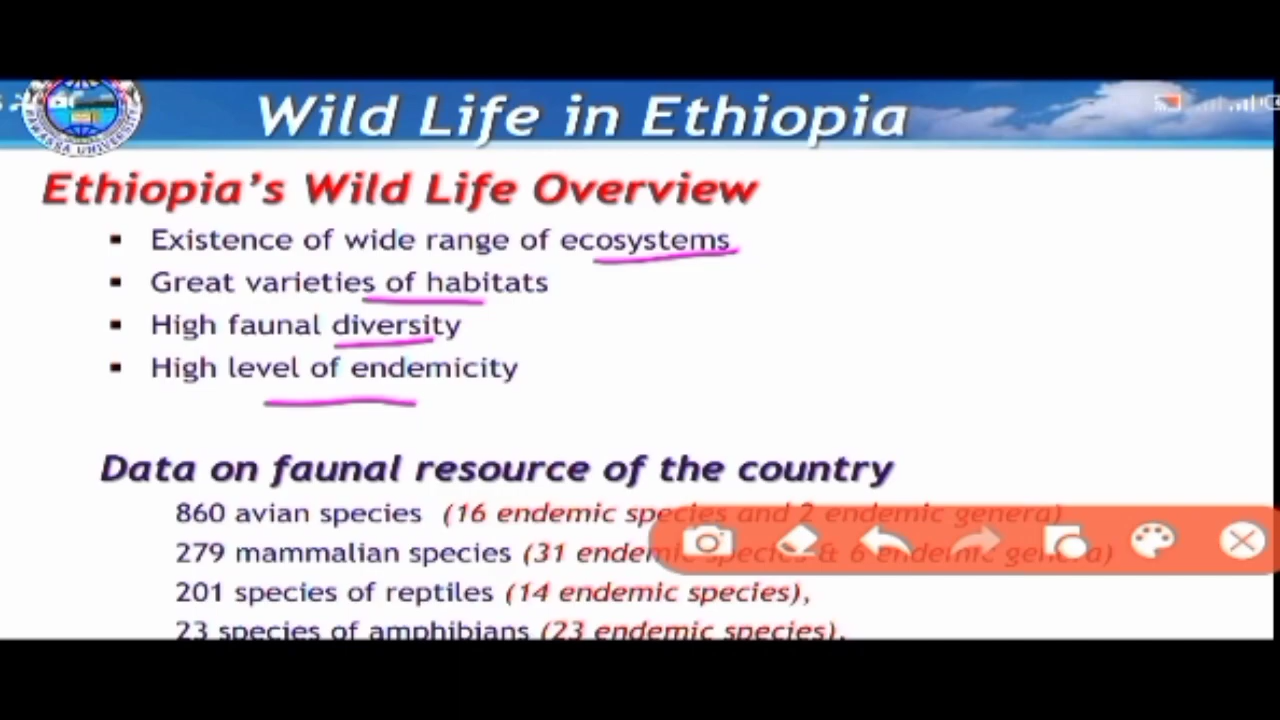 Wild Life in Ethiopia
Ethiopia's Wild Life Overview
Existence of wide range of ecosystems
Great varieties of habitats
High faunal diversity
High level of endemicity
Data on faunal resource of the country
860 avian species (16 endemic species and 2 endemic genera)
279 mammalian species (31 endemic species & 6 endemic genera)
201 species of reptiles (14 endemic species),
23 species of amphibians (23 endemic species),